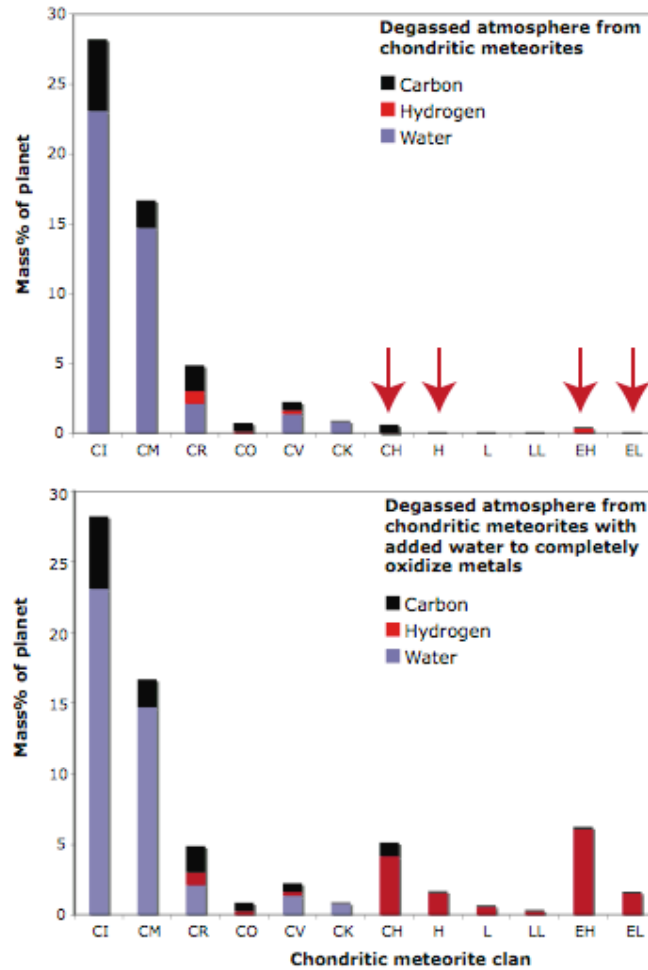 30
25
20
15
10
5
0
Mass% of planet
Degassed atmosphere from
chondritic meteorites
Carbon
Hydrogen
Water
CI CM CR CO CV CK CH H L LL EH EL
30
25
20
15
10
5
0
Mass% of planet
Degassed atmosphere from
chondritic meteorites with
added water to completely
oxidize metals
Carbon
Hydrogen
Water
CI CM CR CO CV CK CH H L LL EH EL
Chondritic meteorite clan